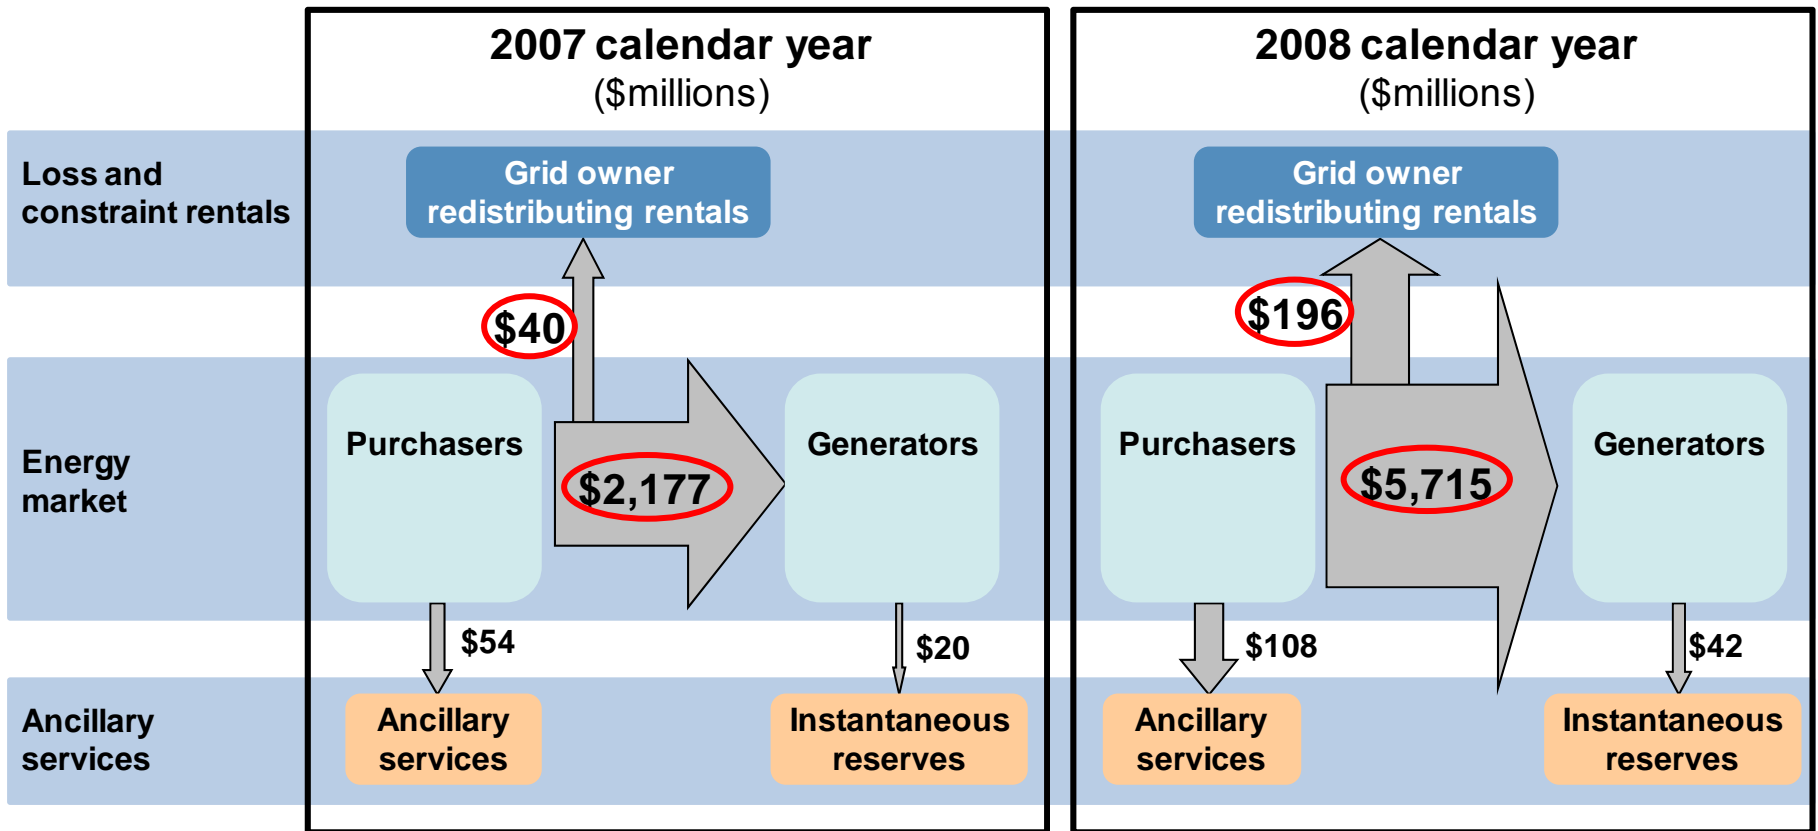 2007 calendar year
($millions)
2008 calendar year
($millions)
Loss and
constraint rentals
Grid owner
redistributing rentals
Grid owner
redistributing rentals
$40
$196
Energy
market
Purchasers
$2,177
Generators
Purchasers
$5,715
Generators
$54
$20
$108
$42
Ancillary
services
Ancillary
services
Instantaneous
reserves
Ancillary
services
Instantaneous
reserves